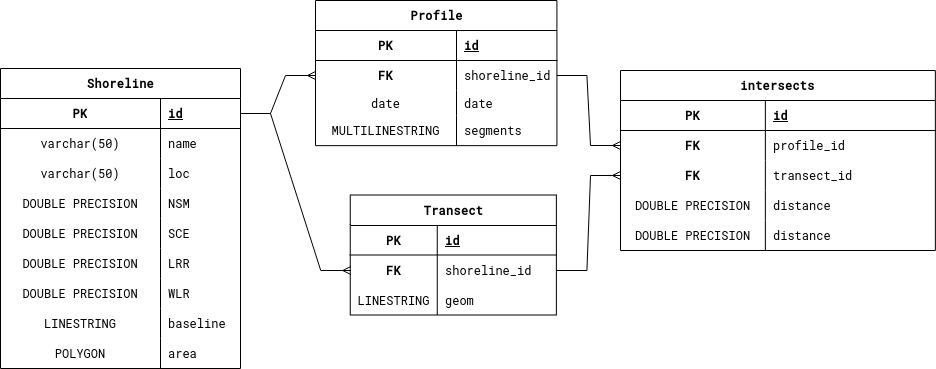 Shoreline
PK id
varchar(50) name
varchar(50) loc
DOUBLE PRECISION NSM
DOUBLE PRECISION SCE
DOUBLE PRECISION LRR
DOUBLE PRECISION WLR
LINESTRING baseline
POLYGON area
Profile
PK id
FK shoreline_id
date date
MULTILINESTRING segments
Transect
PK id
FK shoreline_id
LINESTRING geom
intersects
PK id
FK profile_id
FK transect_id
DOUBLE PRECISION distance
DOUBLE PRECISION distance